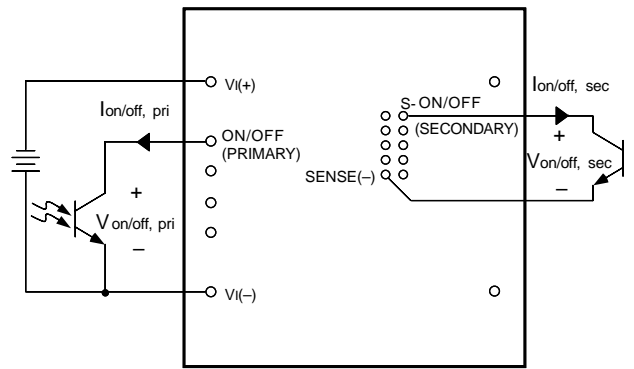 VI(+)
Ion/off, pri
ON/OFF
(PRIMARY)
+
Von/off, pri
–
VI(–)
S- ON/OFF
(SECONDARY)
SENSE(–)
Ion/off, sec
+
Von/off, sec
–